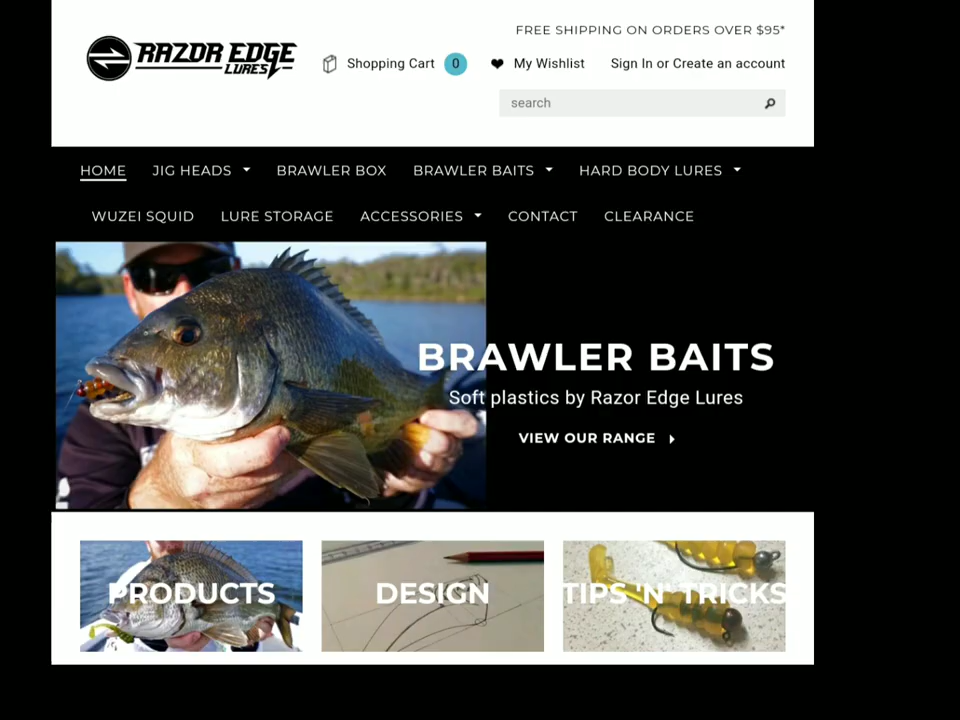 FREE SHIPPING ON ORDERS OVER $95*
RAZOR EDGE
LURES
Shopping Cart 0 My Wishlist Sign In or Create an account
search
HOME JIG HEADS BRAWLER BOX BRAWLER BAITS HARD BODY LURES
WUZEI SQUID LURE STORAGE ACCESSORIES CONTACT CLEARANCE
BRAWLER BAITS
Soft plastics by Razor Edge Lures
VIEW OUR RANGE
PRODUCTS DESIGN TIPS 'N' TRICKS